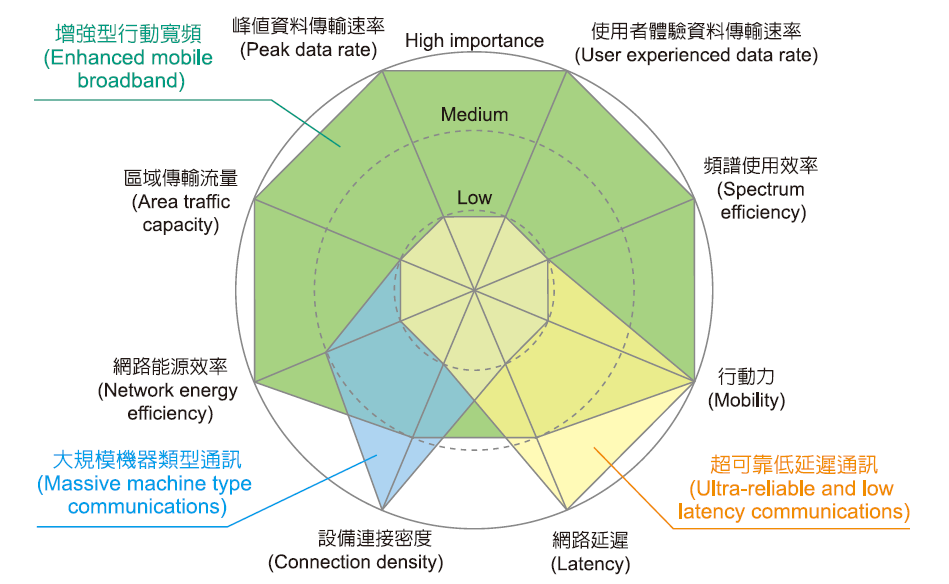 增強型行動寬頻
(Enhanced mobile
broadband)
峰值資料傳輸速率
(Peak data rate)
High importance
使用者體驗資料傳輸速率
(User experienced data rate)
Medium
Low
區域傳輸流量
(Area traffic
capacity)
頻譜使用效率
(Spectrum
efficiency)
網路能源效率
(Network energy
efficiency)
行動力
(Mobility)
大規模機器類型通訊
(Massive machine type
communications)
超可靠低延遲通訊
(Ultra-reliable and low
latency communications)
設備連接密度
(Connection density)
網路延遲
(Latency)